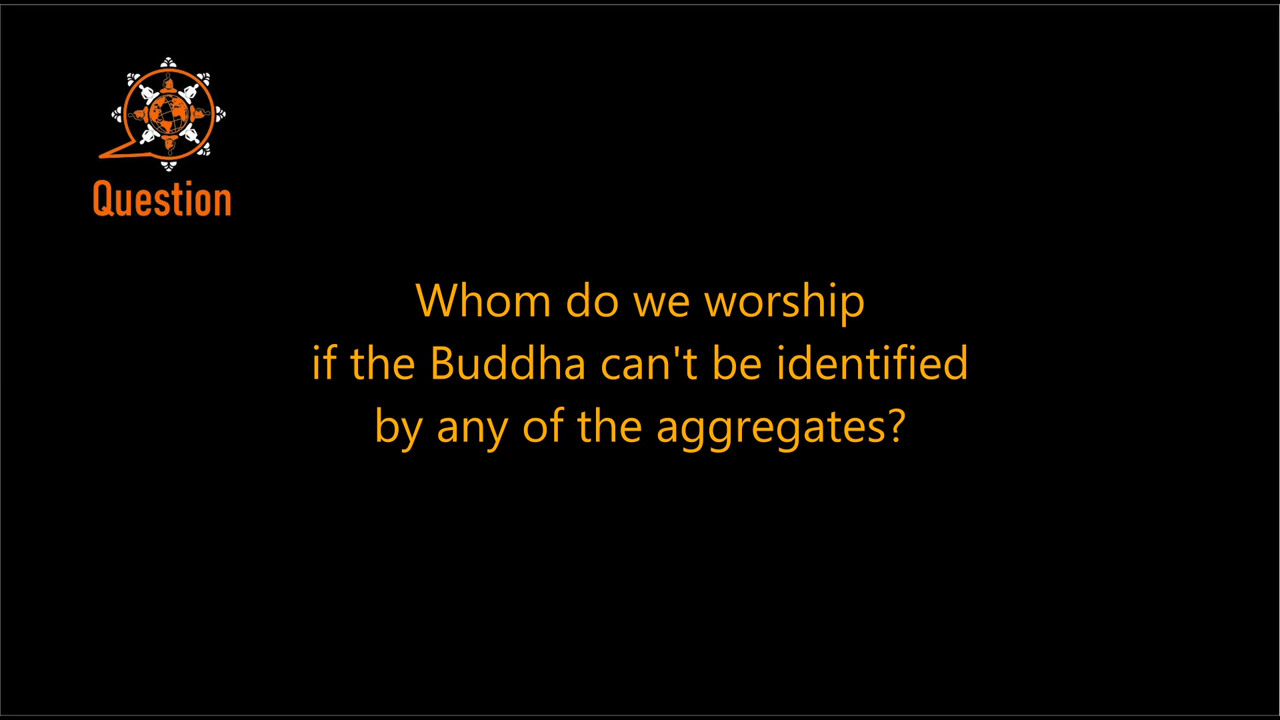 Question
Whom do we worship
if the Buddha can't be identified
by any of the aggregates?